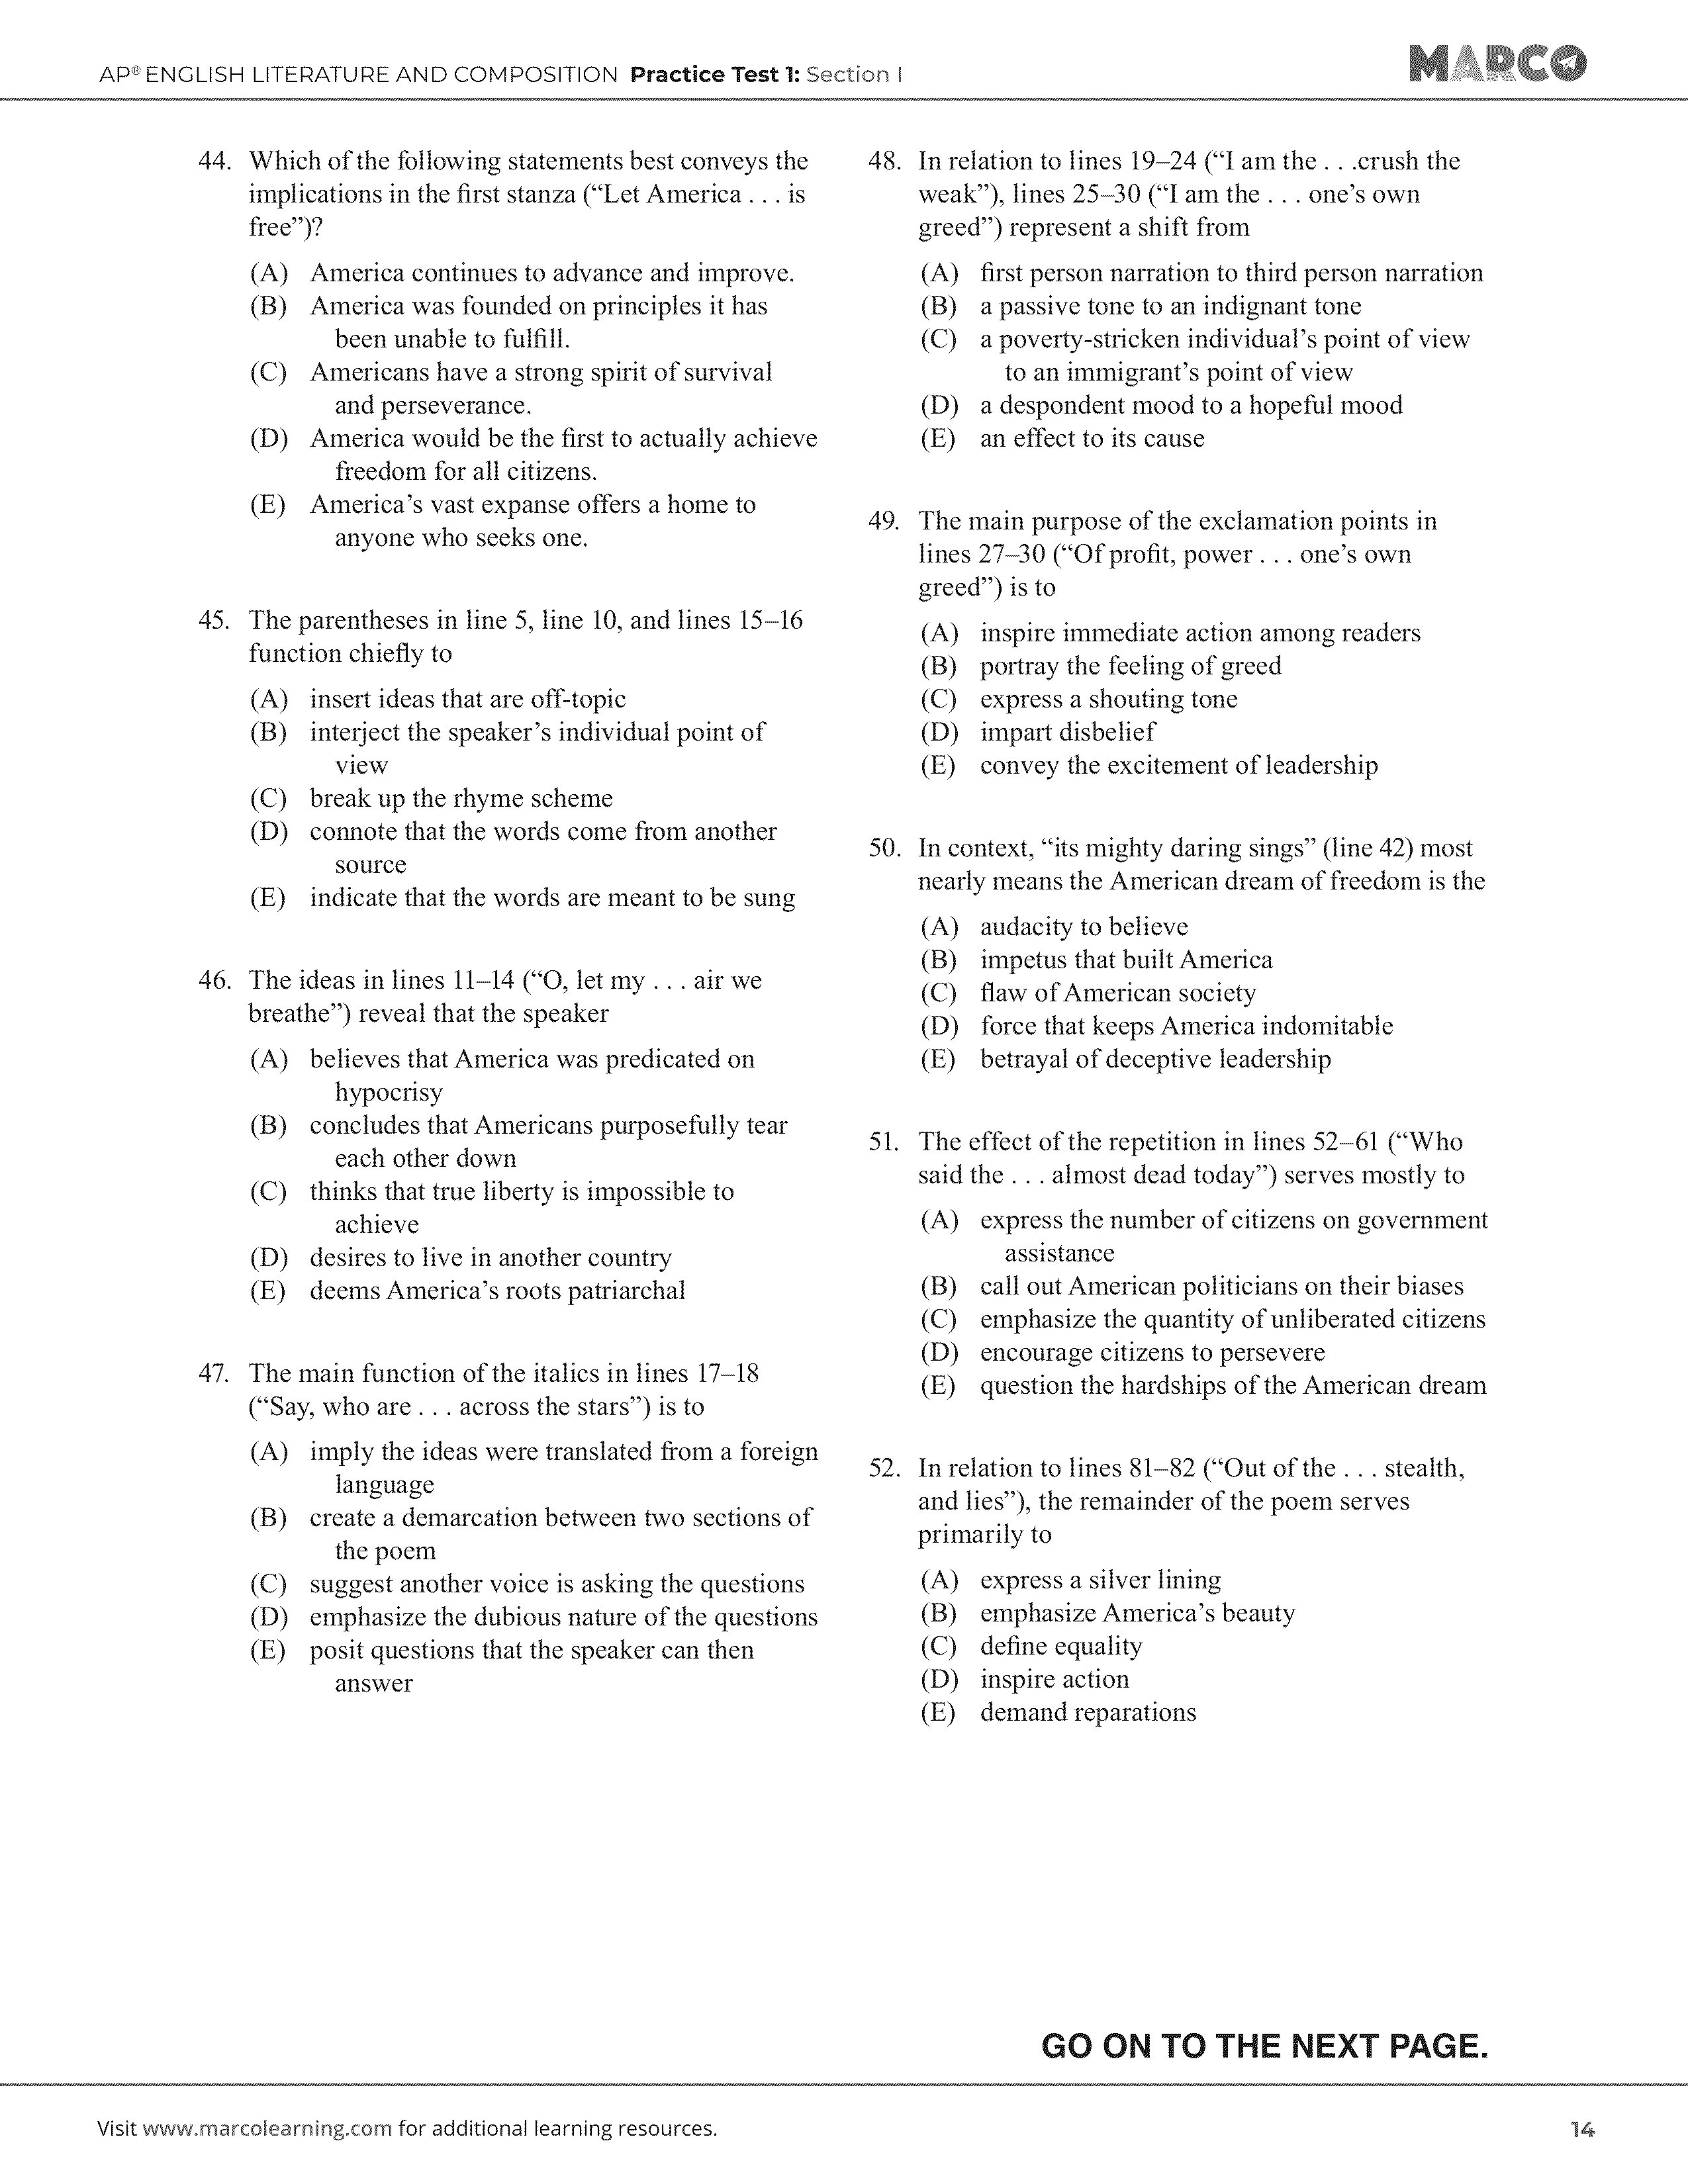 AP® ENGLISH LITERATURE AND COMPOSITION Practice Test 1: Section I
MARCO
44. Which of the following statements best conveys the
implications in the first stanza (“Let America . . . is
free”)?
(A) America continues to advance and improve.
(B) America was founded on principles it has
been unable to fulfill.
(C) Americans have a strong spirit of survival
and perseverance.
(D) America would be the first to actually achieve
freedom for all citizens.
(E) America’s vast expanse offers a home to
anyone who seeks one.
45. The parentheses in line 5, line 10, and lines 15–16
function chiefly to
(A) insert ideas that are off-topic
(B) interject the speaker’s individual point of
view
(C) break up the rhyme scheme
(D) connote that the words come from another
source
(E) indicate that the words are meant to be sung
46. The ideas in lines 11–14 (“O, let my . . . air we
breathe”) reveal that the speaker
(A) believes that America was predicated on
hypocrisy
(B) concludes that Americans purposefully tear
each other down
(C) thinks that true liberty is impossible to
achieve
(D) desires to live in another country
(E) deems America’s roots patriarchal
47. The main function of the italics in lines 17–18
(“Say, who are . . . across the stars”) is to
(A) imply the ideas were translated from a foreign
language
(B) create a demarcation between two sections of
the poem
(C) suggest another voice is asking the questions
(D) emphasize the dubious nature of the questions
(E) posit questions that the speaker can then
answer
48. In relation to lines 19–24 (“I am the . . .crush the
weak”), lines 25–30 (“I am the . . . one’s own
greed”) represent a shift from
(A) first person narration to third person narration
(B) a passive tone to an indignant tone
(C) a poverty-stricken individual’s point of view
to an immigrant’s point of view
(D) a despondent mood to a hopeful mood
(E) an effect to its cause
49. The main purpose of the exclamation points in
lines 27–30 (“Of profit, power . . . one’s own
greed”) is to
(A) inspire immediate action among readers
(B) portray the feeling of greed
(C) express a shouting tone
(D) impart disbelief
(E) convey the excitement of leadership
50. In context, “its mighty daring sings” (line 42) most
nearly means the American dream of freedom is the
(A) audacity to believe
(B) impetus that built America
(C) flaw of American society
(D) force that keeps America indomitable
(E) betrayal of deceptive leadership
51. The effect of the repetition in lines 52–61 (“Who
said the . . . almost dead today”) serves mostly to
(A) express the number of citizens on government
assistance
(B) call out American politicians on their biases
(C) emphasize the quantity of unliberated citizens
(D) encourage citizens to persevere
(E) question the hardships of the American dream
52. In relation to lines 81–82 (“Out of the . . . stealth,
and lies”), the remainder of the poem serves
primarily to
(A) express a silver lining
(B) emphasize America’s beauty
(C) define equality
(D) inspire action
(E) demand reparations
GO ON TO THE NEXT PAGE.
Visit www.marcolearning.com for additional learning resources.
14